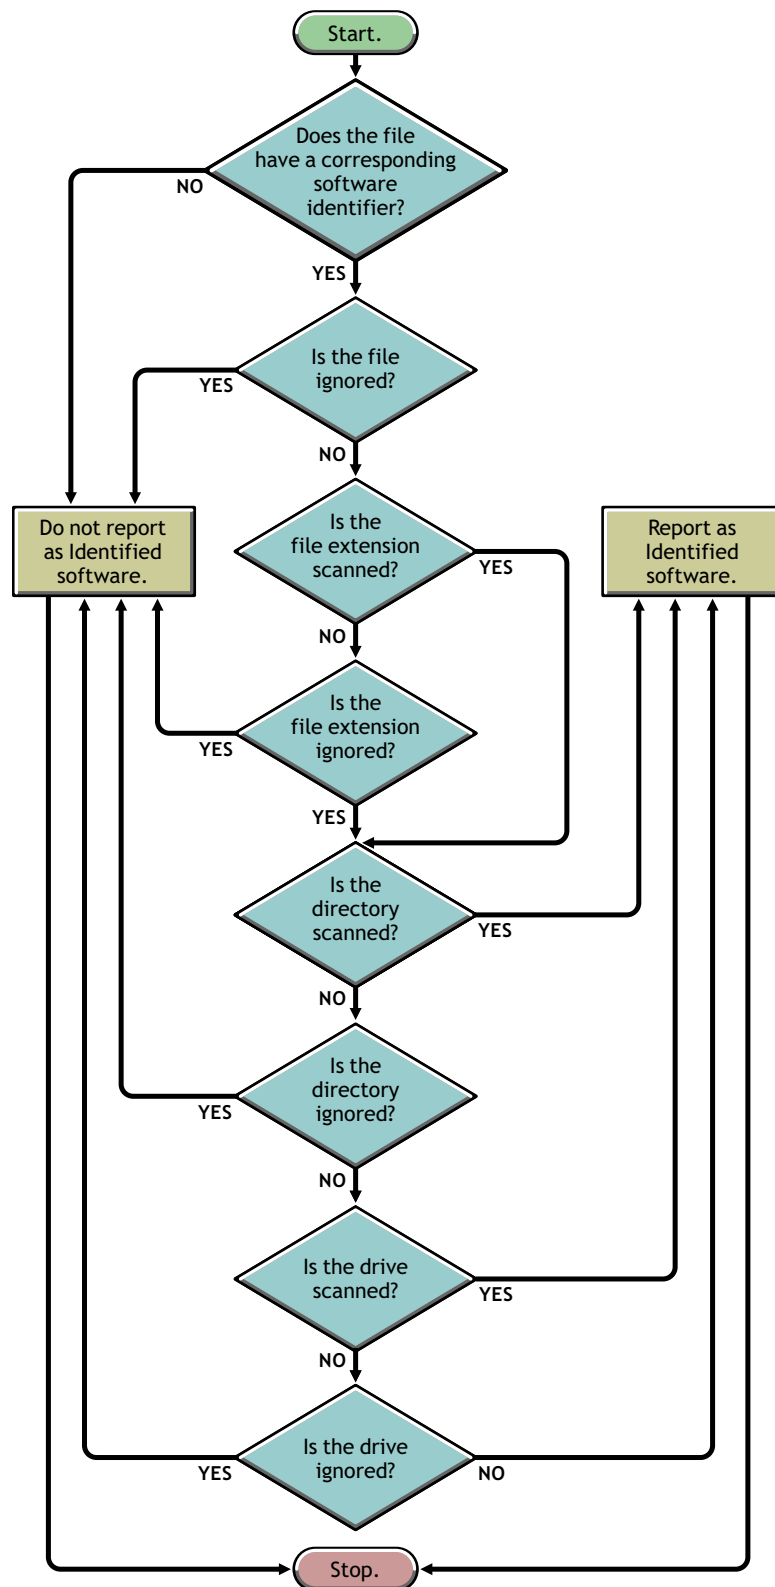 Start.
Does the file
have a corresponding
software
identifier?
NO
YES
Is the file
ignored?
YES
NO
Do not report
as Identified
software.
Is the
file extension
scanned?
YES
Report as
Identified
software.
NO
Is the
file extension
ignored?
YES
YES
Is the
directory
scanned?
YES
NO
Is the
directory
ignored?
YES
NO
Is the drive
scanned?
YES
NO
Is the drive
ignored?
YES
NO
Stop.